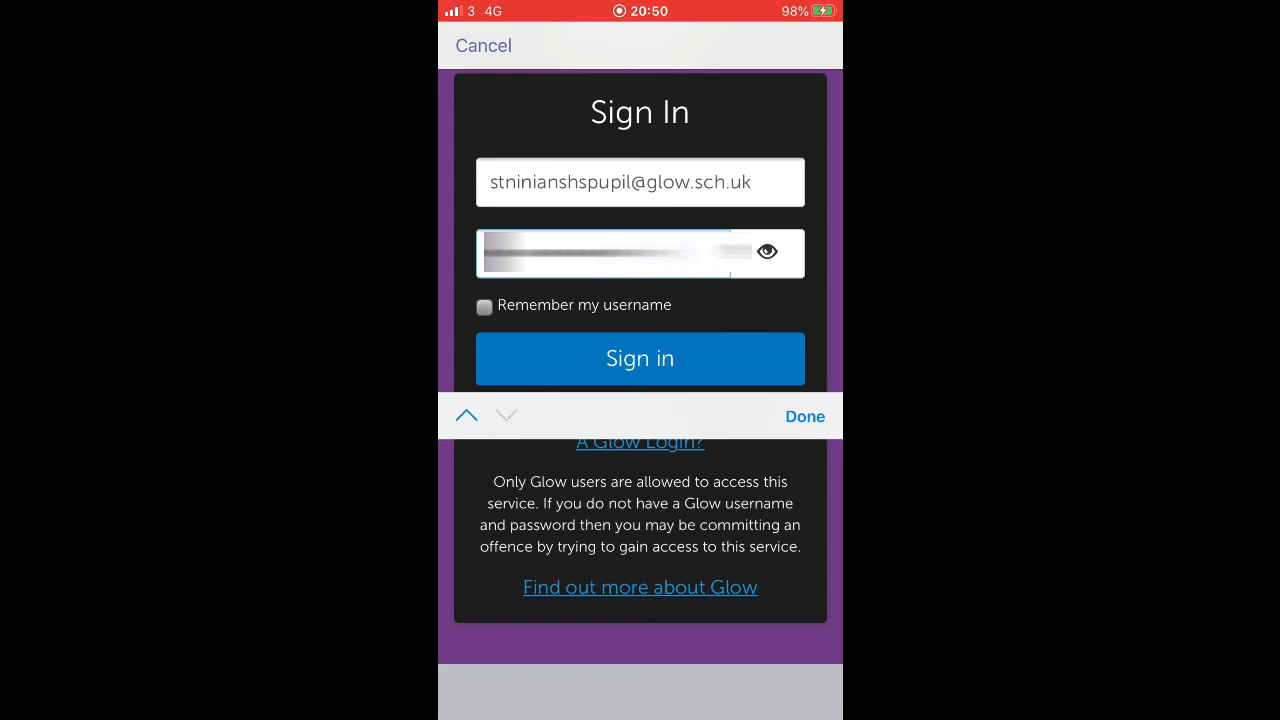 3 4G 20:50 98%
Cancel
Sign In
stninianshspupil@glow.sch.uk
Remember my username
Sign in
Done
A Glow Login?
Only Glow users are allowed to access this
service. If you do not have a Glow username
and password then you may be committing an
offence by trying to gain access to this service.
Find out more about Glow